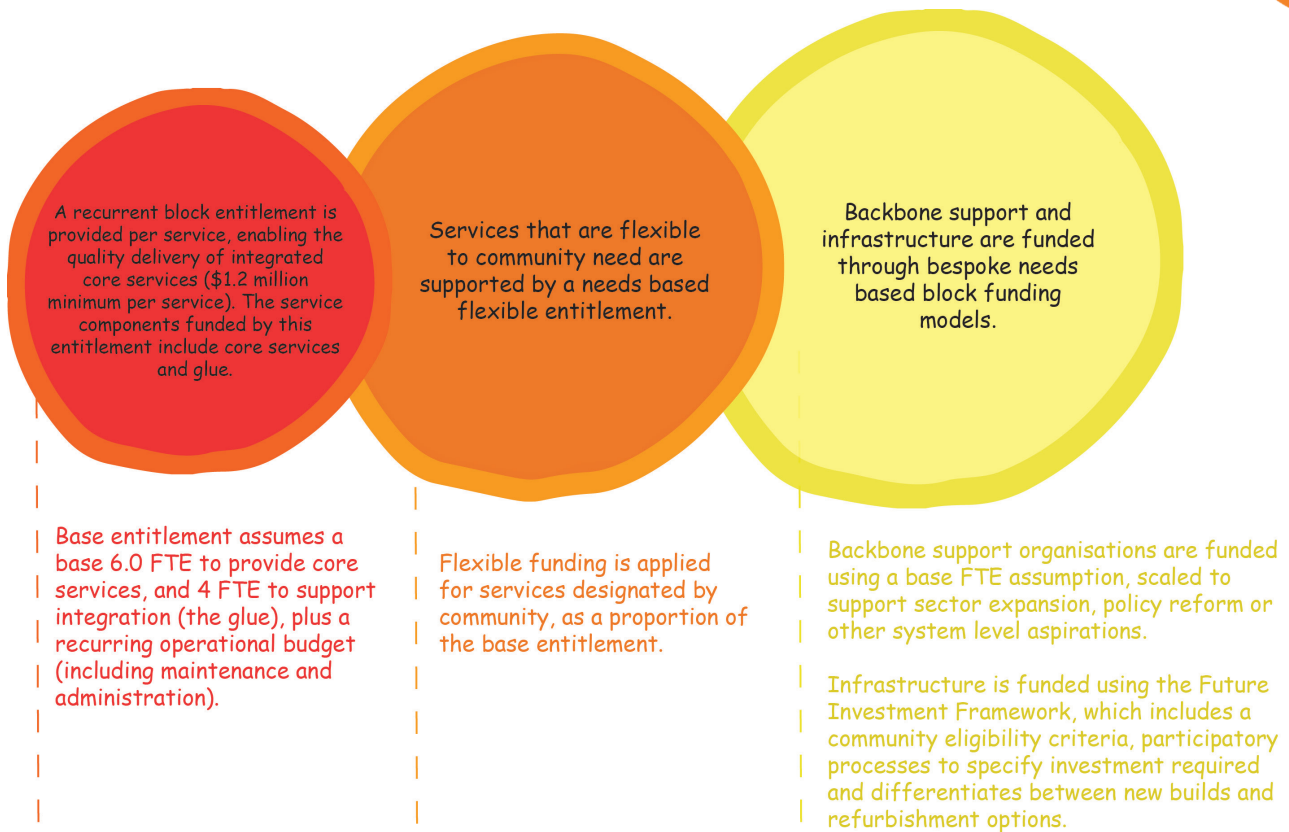 A recurrent block entitlement is
provided per service, enabling the
quality delivery of integrated
core services ($1.2 million
minimum per service). The service
components funded by this
entitlement include core services
and glue.
Services that are flexible
to community need are
supported by a needs based
flexible entitlement.
Backbone support and
infrastructure are funded
through bespoke needs
based block funding
models.
Base entitlement assumes a
base 6.0 FTE to provide core
services, and 4 FTE to support
integration (the glue), plus a
recurring operational budget
(including maintenance and
administration).
Flexible funding is applied
for services designated by
community, as a proportion of
the base entitlement.
Backbone support organisations are funded
using a base FTE assumption, scaled to
support sector expansion, policy reform or
other system level aspirations.
Infrastructure is funded using the Future
Investment Framework, which includes a
community eligibility criteria, participatory
processes to specify investment required
and differentiates between new builds and
refurbishment options.